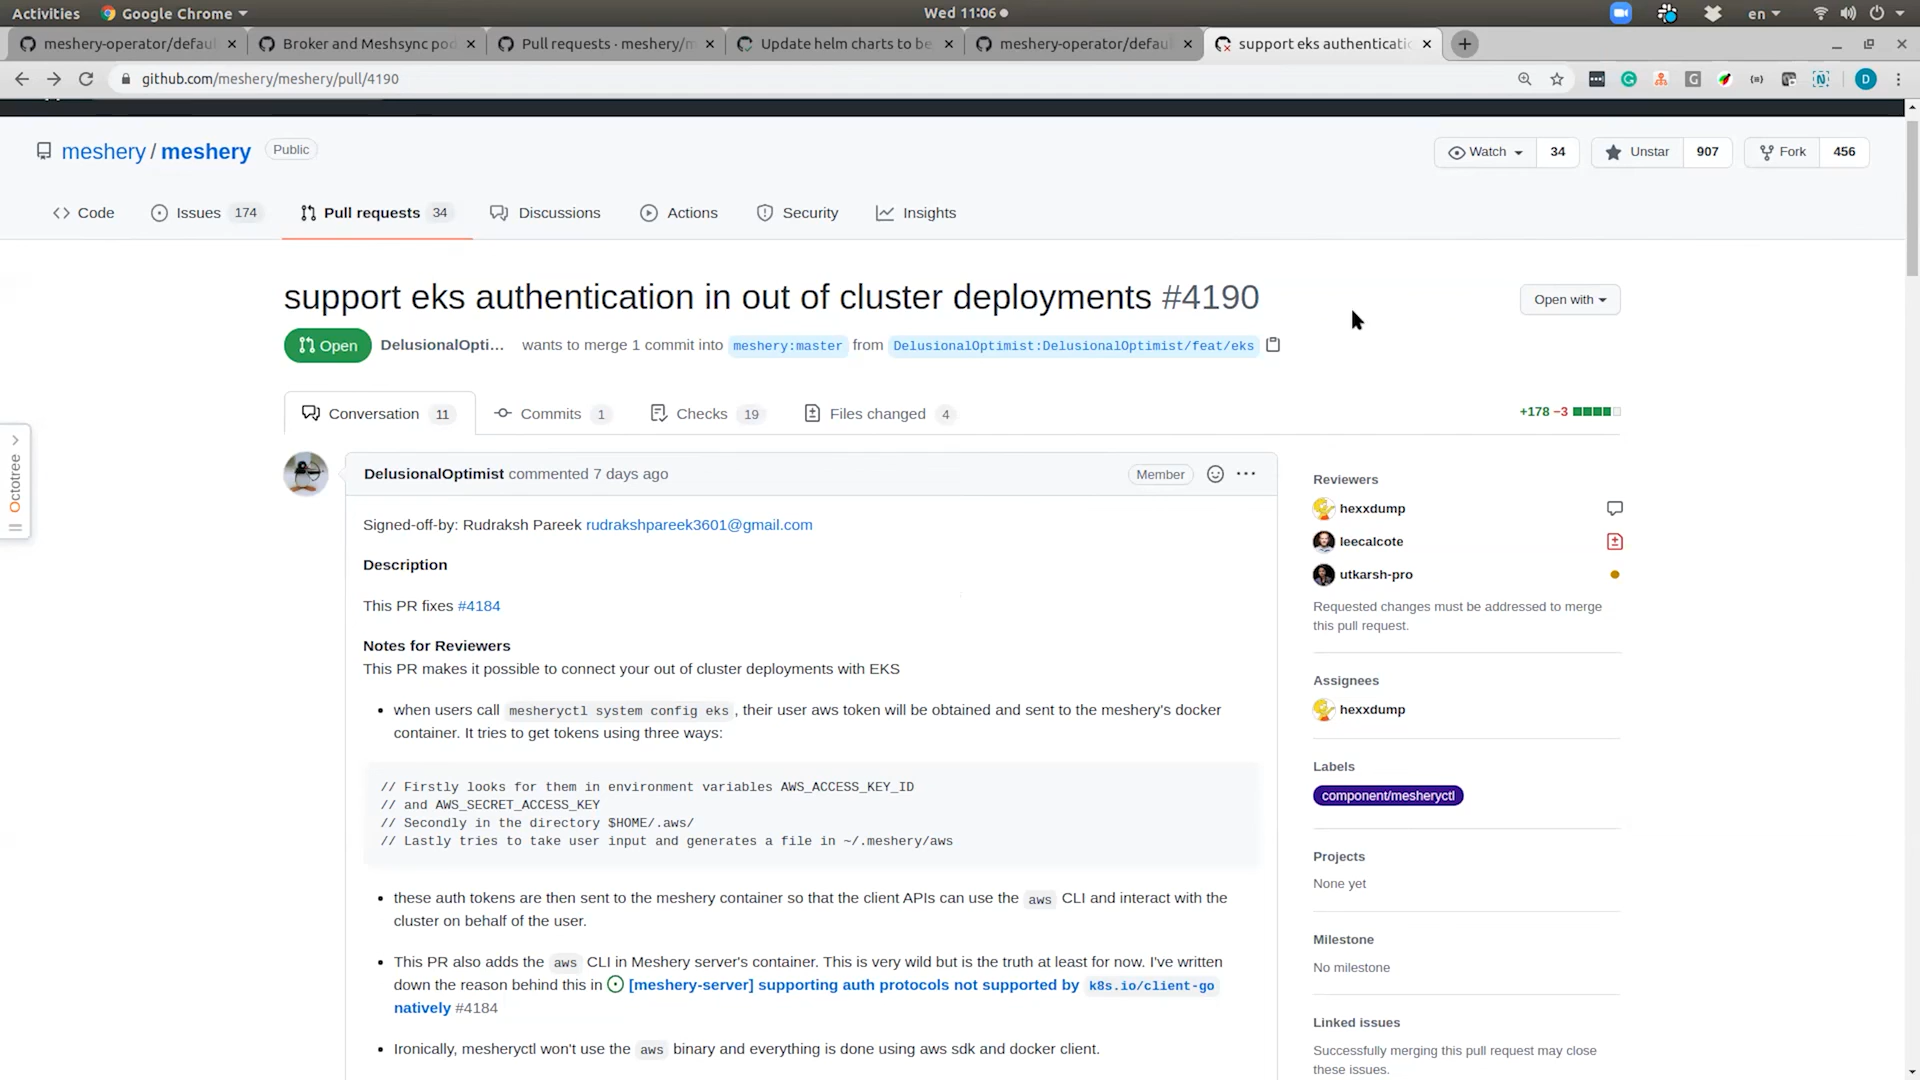 Activities Google Chrome Wed 11:06 en
meshery-operator/defau Broker and Meshsync po Pull requests · meshery/m Update helm charts to be meshery-operator/defau support eks authenticatio
github.com/meshery/meshery/pull/4190 D
meshery / meshery Public Watch 34 Unstar 907 Fork 456
Code Issues 174 Pull requests 34 Discussions Actions Security Insights
support eks authentication in out of cluster deployments #4190 Open with
Open DelusionalOpti... wants to merge 1 commit into meshery:master from DelusionalOptimist:DelusionalOptimist/feat/eks
Conversation 11 Commits 1 Checks 19 Files changed 4 +178 −3
Octotree
DelusionalOptimist commented 7 days ago Member
Signed-off-by: Rudraksh Pareek rudrakshpareek3601@gmail.com
Description
This PR fixes #4184
Notes for Reviewers
This PR makes it possible to connect your out of cluster deployments with EKS
when users call mesheryctl system config eks , their user aws token will be obtained and sent to the meshery's docker
container. It tries to get tokens using three ways:
// Firstly looks for them in environment variables AWS_ACCESS_KEY_ID
// and AWS_SECRET_ACCESS_KEY
// Secondly in the directory $HOME/.aws/
// Lastly tries to take user input and generates a file in ~/.meshery/aws
these auth tokens are then sent to the meshery container so that the client APIs can use the aws CLI and interact with the
cluster on behalf of the user.
This PR also adds the aws CLI in Meshery server's container. This is very wild but is the truth at least for now. I've written
down the reason behind this in [meshery-server] supporting auth protocols not supported by k8s.io/client-go
natively #4184
Ironically, mesheryctl won't use the aws binary and everything is done using aws sdk and docker client.
Reviewers
hexxdump
leecalcote
utkarsh-pro
Requested changes must be addressed to merge
this pull request.
Assignees
hexxdump
Labels
component/mesheryctl
Projects
None yet
Milestone
No milestone
Linked issues
Successfully merging this pull request may close
these issues.